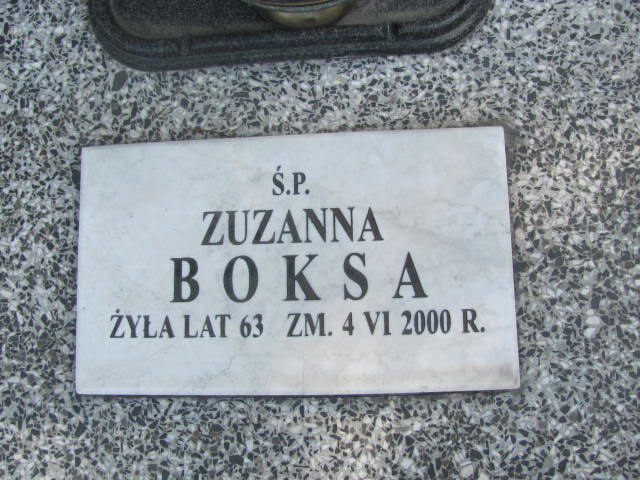 Ś.P.
ZUZANNA
BOKSA
ŻYŁA LAT 63 ZM. 4 VI 2000 R.